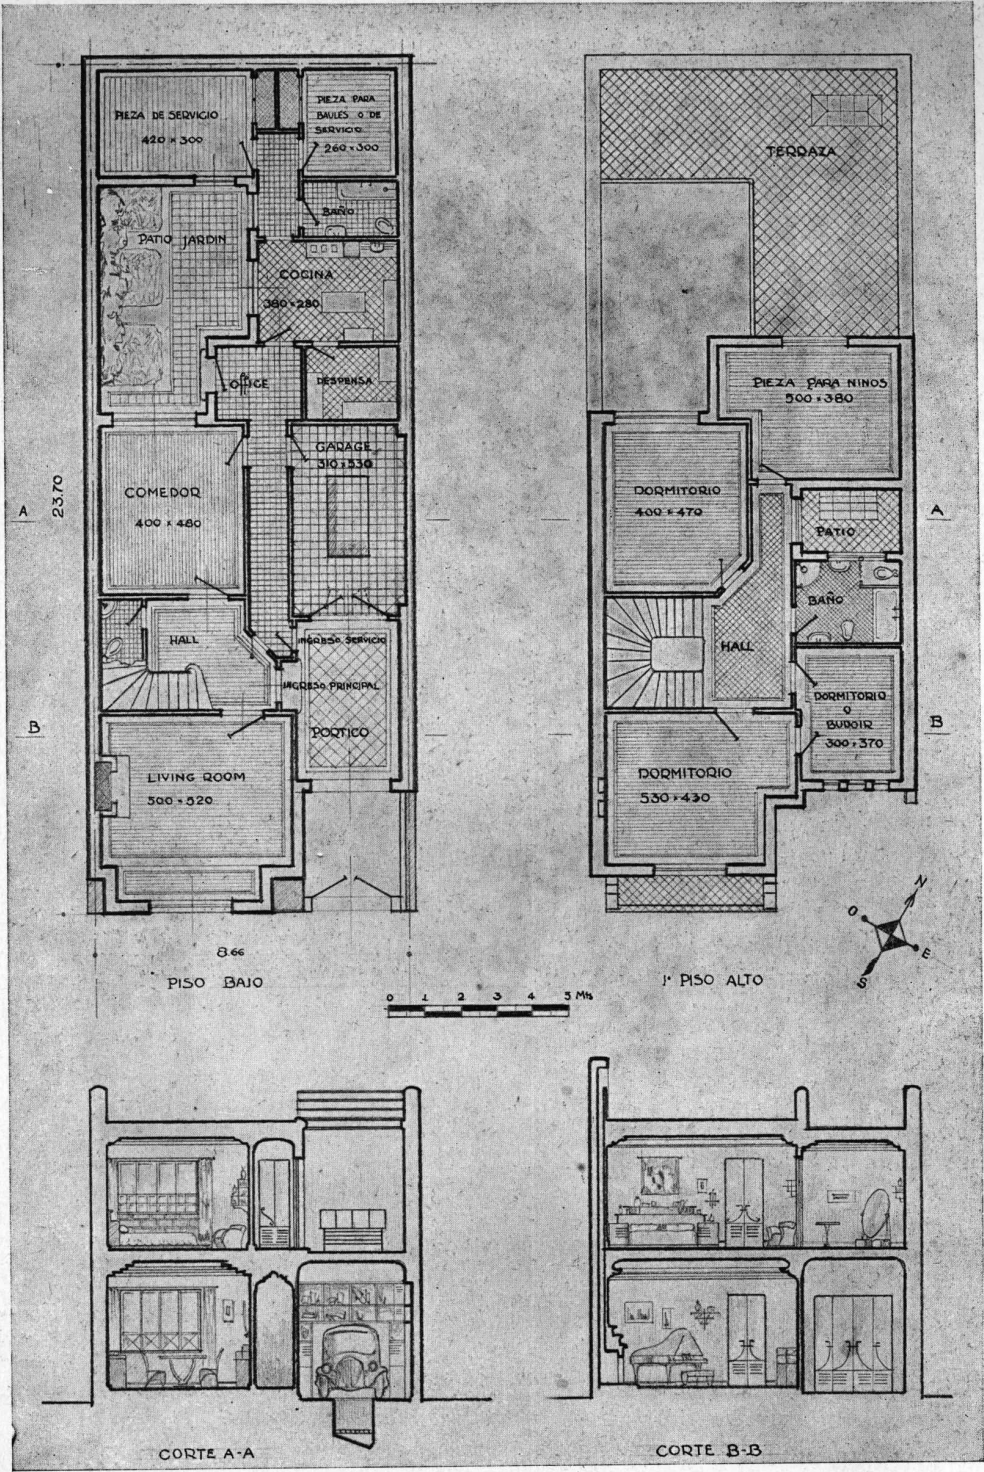 PIEZA DE SERVICIO
420 × 300
PIEZA PARA
BAULES O DE
SERVICIO
260 × 300
BAÑO
PATIO JARDIN
COCINA
380 × 280
OFFICE
DESPENSA
GARAGE
310 × 530
COMEDOR
400 × 480
HALL
INGRESO SERVICIO
INGRESO PRINCIPAL
PORTICO
LIVING ROOM
500 × 520
A
23.70
B
8.66
PISO BAJO
TERRAZA
PIEZA PARA NINOS
500 × 380
DORMITORIO
400 × 470
PATIO
BAÑO
HALL
DORMITORIO
O
BUDOIR
300 × 370
DORMITORIO
530 × 430
A
B
N
O
E
S
1º PISO ALTO
0 1 2 3 4 5 Mts
CORTE A-A
CORTE B-B